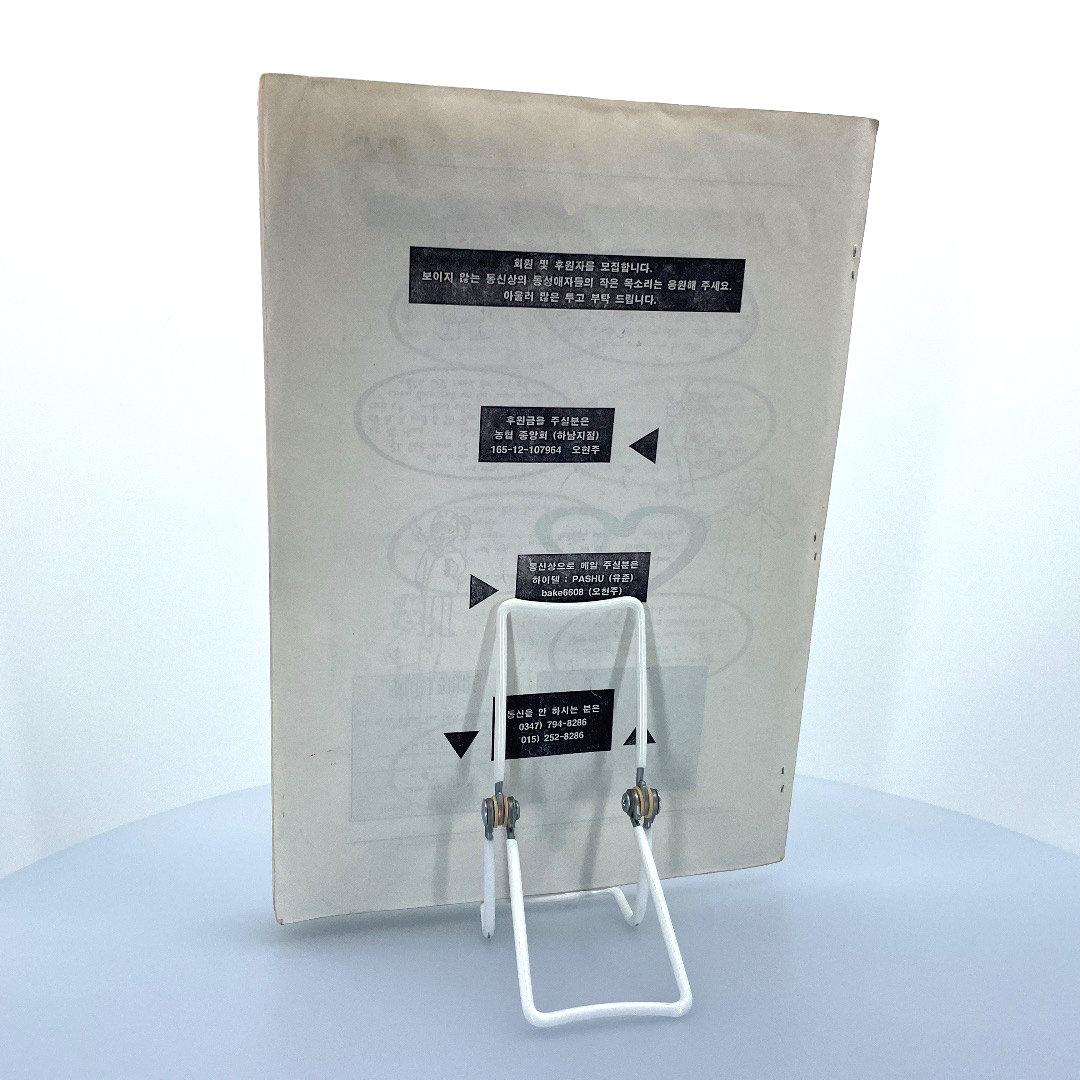 회원 및 후원자를 모집합니다.
보이지 않는 통신상의 동성애자들의 작은 목소리는 응원해 주세요.
아울러 많은 투고 부탁 드립니다.
후원금을 주실분은
농협 중앙회 (하남지점)
165-12-107964 오현주
통신상으로 메일 주실분은
하이텔 : PASHU (유준)
bake6608 (오현주)
통신을 안 하시는 분은
0347) 794-8286
015) 252-8286